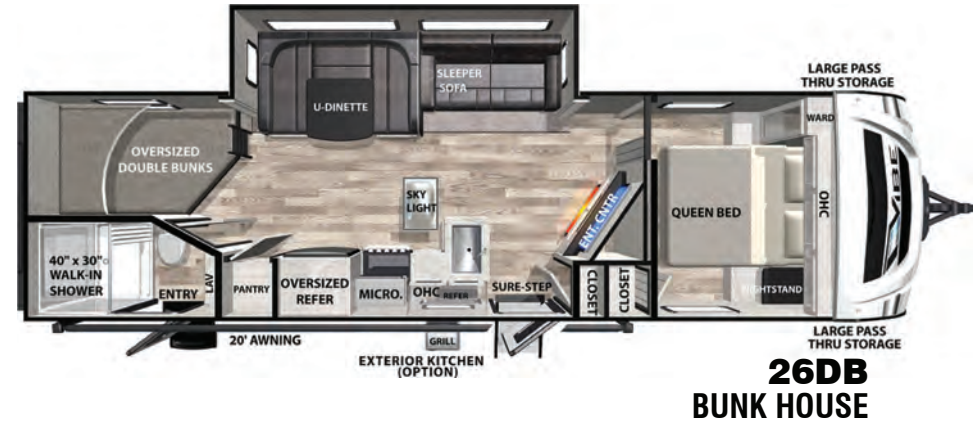 LARGE PASS
THRU STORAGE
SLEEPER
SOFA
U-DINETTE
WARD
OVERSIZED
DOUBLE BUNKS
SKY
LIGHT
QUEEN BED
OHC
VIBE
ENT. CNTR
40" x 30"
WALK-IN
SHOWER
ENTRY
LAV
PANTRY
OVERSIZED
REFER
MICRO.
OHC
REFER
SURE-STEP
CLOSET
CLOSET
NIGHTSTAND
20' AWNING
GRILL
EXTERIOR KITCHEN
(OPTION)
LARGE PASS
THRU STORAGE
26DB
BUNK HOUSE